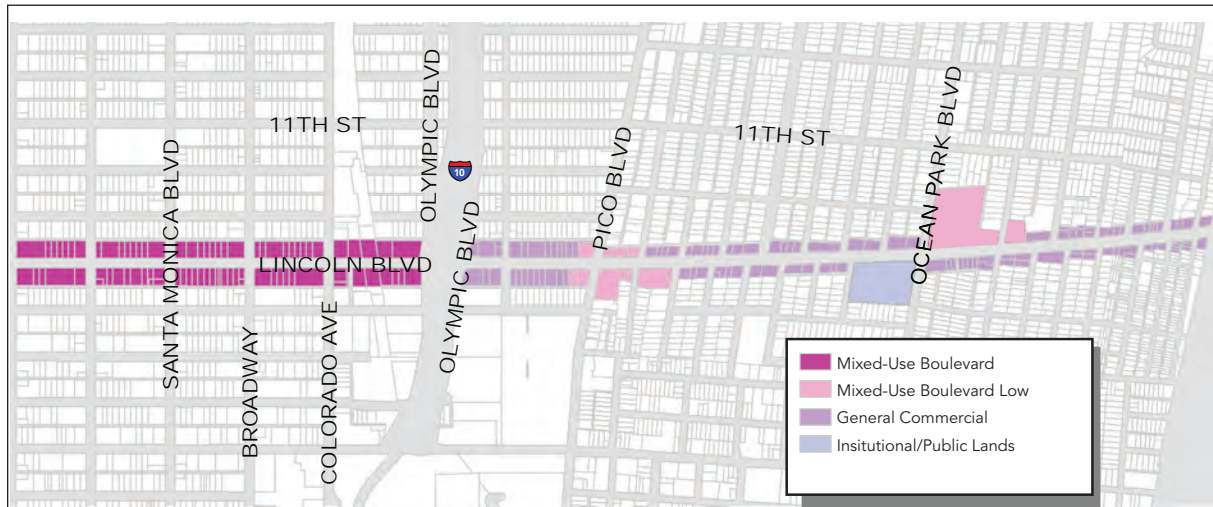 SANTA MONICA BLVD
BROADWAY
COLORADO AVE
11TH ST
OLYMPIC BLVD
10
OLYMPIC BLVD
LINCOLN BLVD
PICO BLVD
11TH ST
OCEAN PARK BLVD
Mixed-Use Boulevard
Mixed-Use Boulevard Low
General Commercial
Insitutional/Public Lands